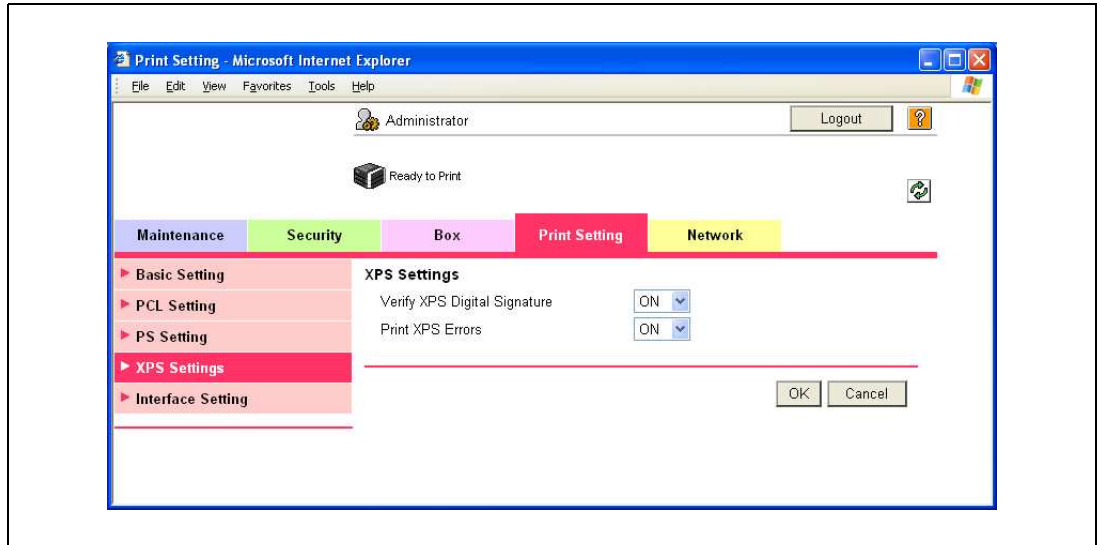 Print Setting - Microsoft Internet Explorer
File Edit View Favorites Tools Help
Administrator
Logout
?
Ready to Print
Maintenance Security Box Print Setting Network
Basic Setting
PCL Setting
PS Setting
XPS Settings
Interface Setting
XPS Settings
Verify XPS Digital Signature ON
Print XPS Errors ON
OK Cancel